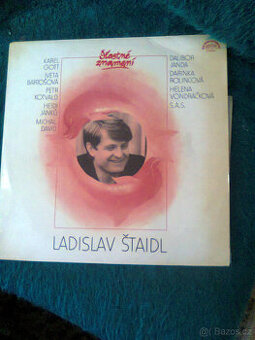 Šťastné
znamení
KAREL
GOTT
IVETA
BARTOŠOVÁ
PETR
KOTVALD
HEIDI
JANKŮ
MICHAL
DAVID
DALIBOR
JANDA
DARINKA
ROLINCOVÁ
HELENA
VONDRÁČKOVÁ
S.A.S.
LADISLAV ŠTAIDL
Bazos.cz